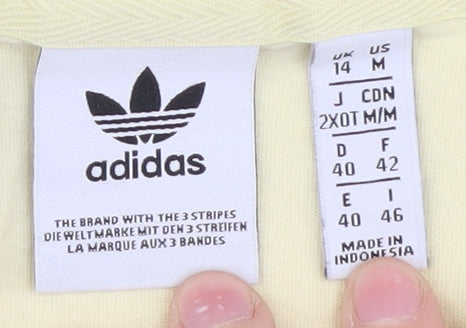 adidas
THE BRAND WITH THE 3 STRIPES
DIE WELTMARKE MIT DEN 3 STREIFEN
LA MARQUE AUX 3 BANDES
UK US
14 M
J CDN
2XOT M/M
D F
40 42
E I
40 46
MADE IN
INDONESIA